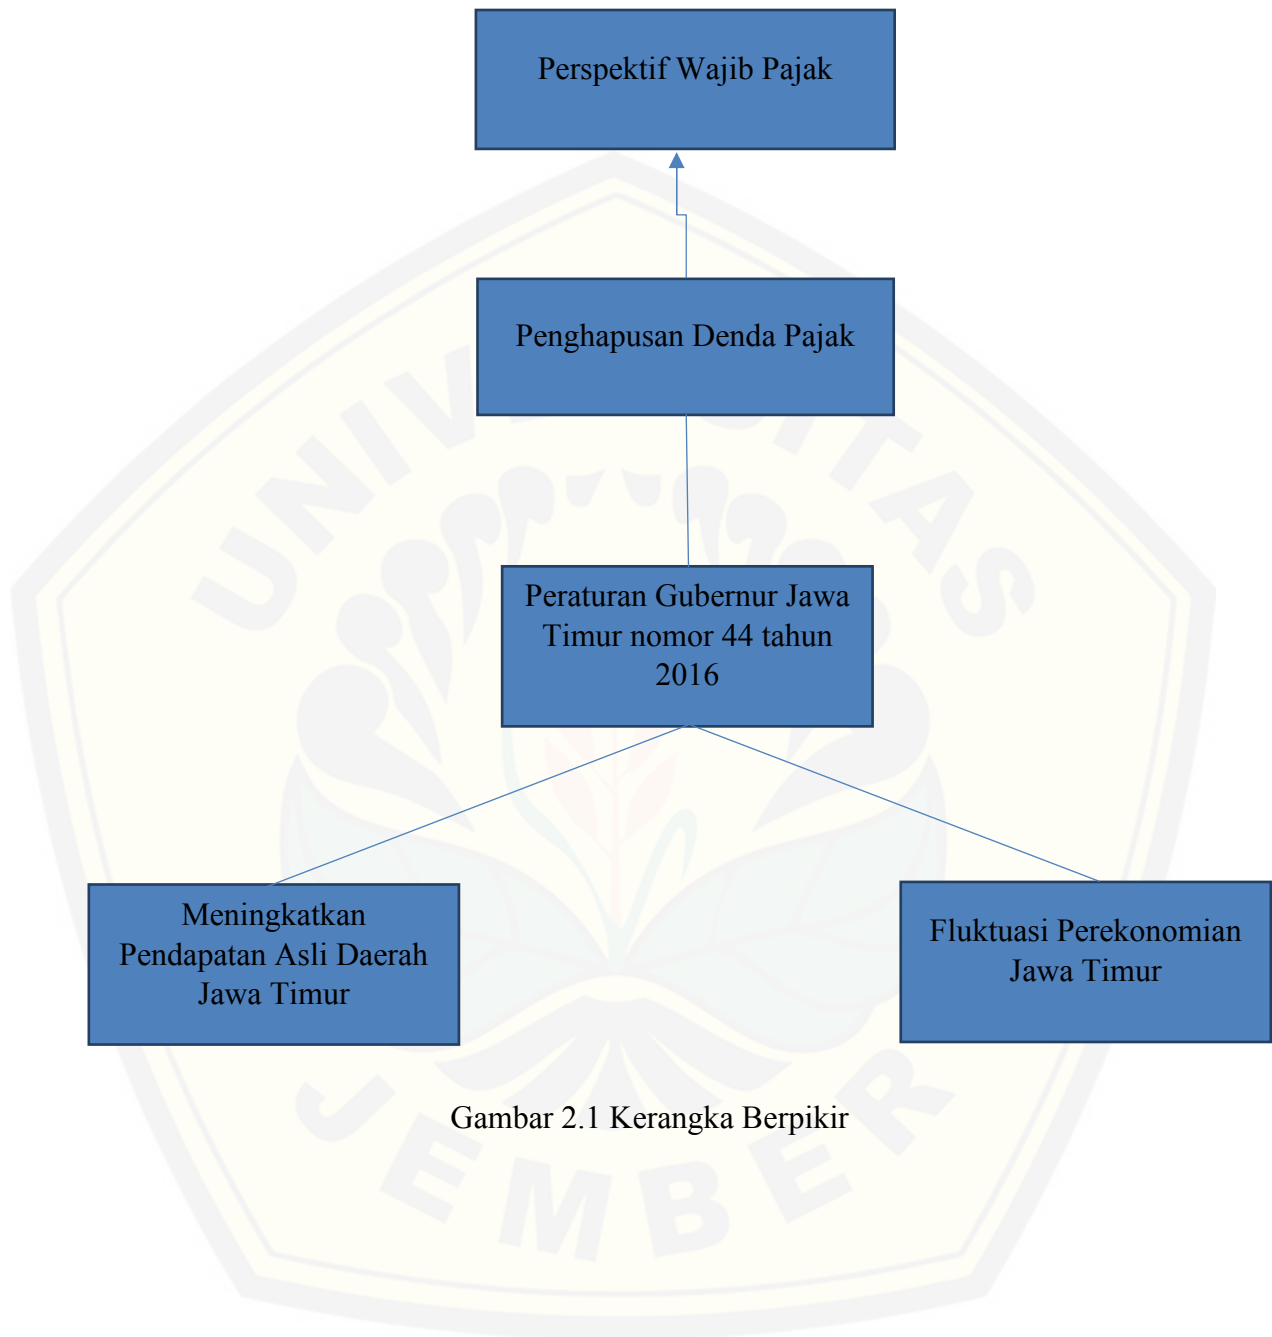 Perspektif Wajib Pajak
Penghapusan Denda Pajak
Peraturan Gubernur Jawa
Timur nomor 44 tahun
2016
Meningkatkan
Pendapatan Asli Daerah
Jawa Timur
Fluktuasi Perekonomian
Jawa Timur
Gambar 2.1 Kerangka Berpikir
UNIVERSITAS
JEMBER